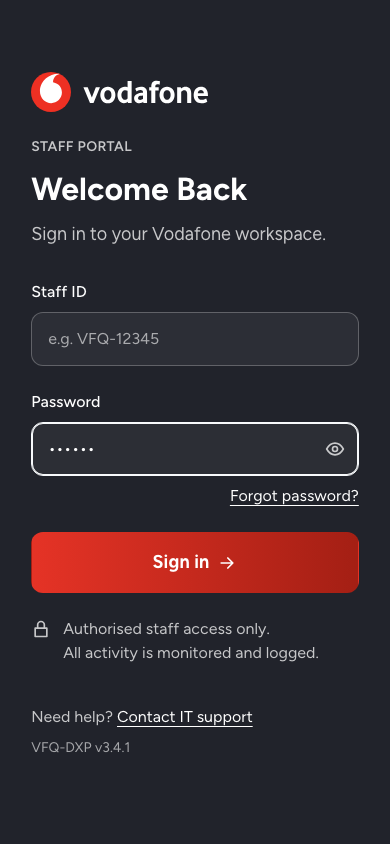 vodafone
STAFF PORTAL
Welcome Back
Sign in to your Vodafone workspace.
Staff ID
e.g. VFQ-12345
Password
••••••
Forgot password?
Sign in →
Authorised staff access only.
All activity is monitored and logged.
Need help? Contact IT support
VFQ-DXP v3.4.1